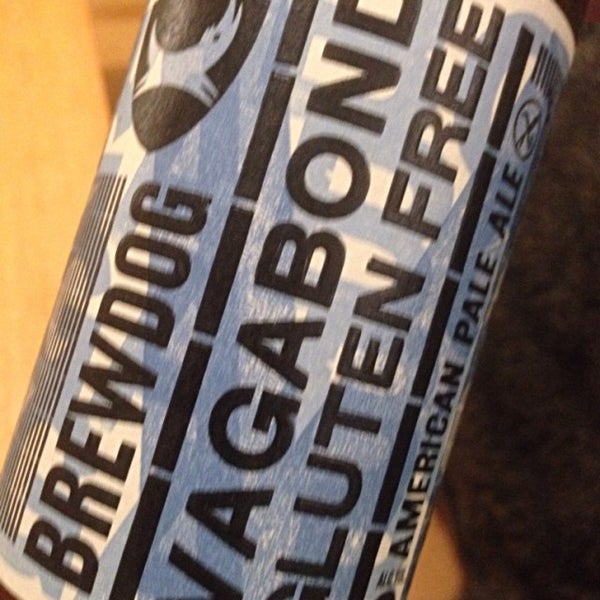 BREWDOG
VAGABOND
GLUTEN FREE
AMERICAN PALE ALE